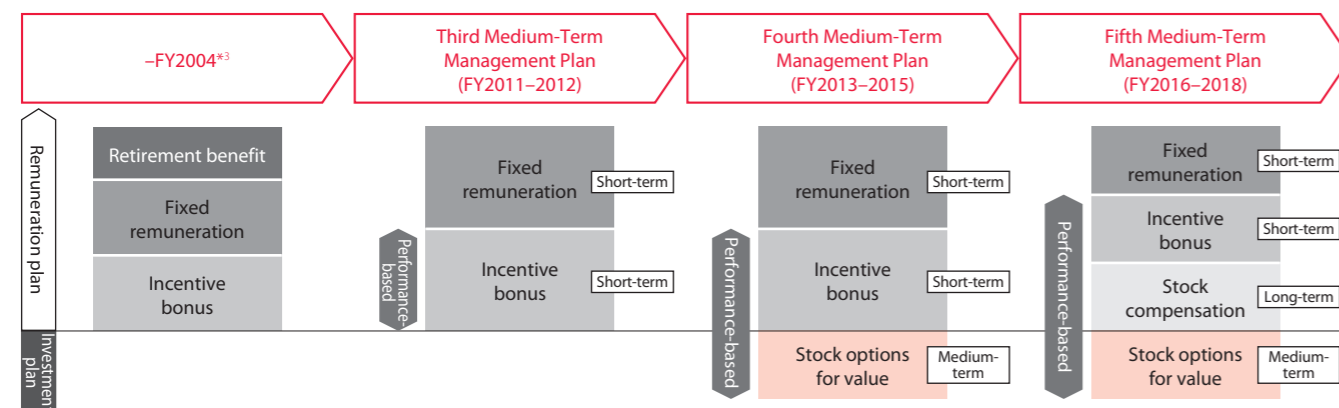 –FY2004*3
Third Medium-Term
Management Plan
(FY2011–2012)
Fourth Medium-Term
Management Plan
(FY2013–2015)
Fifth Medium-Term
Management Plan
(FY2016–2018)
Remuneration plan
Retirement benefit
Fixed
remuneration
Incentive
bonus
Performance-
based
Fixed
remuneration
Short-term
Incentive
bonus
Short-term
Performance-based
Fixed
remuneration
Short-term
Incentive
bonus
Short-term
Performance-based
Fixed
remuneration
Short-term
Incentive
bonus
Short-term
Stock
compensation
Long-term
Investment
plan
Stock options
for value
Medium-
term
Stock options
for value
Medium-
term